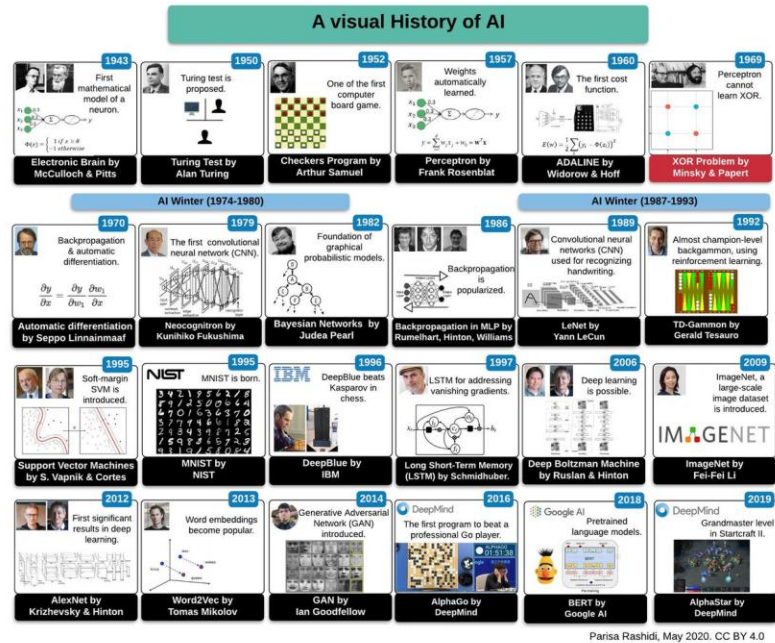 A visual History of AI
1943
First
mathematical
model of a
neuron.
Electronic Brain by
McCulloch & Pitts
1950
Turing test is
proposed.
Turing Test by
Alan Turing
1952
One of the first
computer
board game.
Checkers Program by
Arthur Samuel
1957
Weights
automatically
learned.
Perceptron by
Frank Rosenblat
1960
The first cost
function.
ADALINE by
Widorow & Hoff
1969
Perceptron cannot
learn XOR.
XOR Problem by
Minsky & Papert
AI Winter (1974-1980)
AI Winter (1987-1993)
1970
Backpropagation
& automatic
differentiation.
Automatic differentiation
by Seppo Linnainmaaf
1979
The first convolutional
neural network (CNN).
Neocognitron by
Kunihiko Fukushima
1982
Foundation of
graphical
probabilistic models.
Bayesian Networks by
Judea Pearl
1986
Backpropagation
is popularized.
Backpropagation in MLP by
Rumelhart, Hinton, Williams
1989
Convolutional neural
networks (CNN)
used for recognizing
handwriting.
LeNet by
Yann LeCun
1992
Almost champion-level
backgammon, using
reinforcement learning.
TD-Gammon by
Gerald Tesauro
1995
Soft-margin
SVM is
introduced.
Support Vector Machines
by S. Vapnik & Cortes
1995
NIST
MNIST is born.
MNIST by
NIST
1996
IBM
DeepBlue beats
Kasparov in
chess.
DeepBlue by
IBM
1997
LSTM for addressing
vanishing gradients.
Long Short-Term Memory
(LSTM) by Schmidhuber.
2006
Deep learning is
possible.
Deep Boltzman Machine
by Ruslan & Hinton
2009
ImageNet, a
large-scale
image dataset
is introduced.
IMAGENET
ImageNet by
Fei-Fei Li
2012
First significant
results in deep
learning.
AlexNet by
Krizhevsky & Hinton
2013
Word embeddings
become popular.
Word2Vec by
Tomas Mikolov
2014
Generative Adversarial
Network (GAN)
introduced.
GAN by
Ian Goodfellow
2016
DeepMind
The first program to beat a
professional Go player.
ALPHAGO
01:51:38
AlphaGo by
DeepMind
2018
Google AI
Pretrained
language models.
BERT by
Google AI
2019
DeepMind
Grandmaster level
in Startcraft II.
AlphaStar by
DeepMind
Parisa Rashidi, May 2020. CC BY 4.0